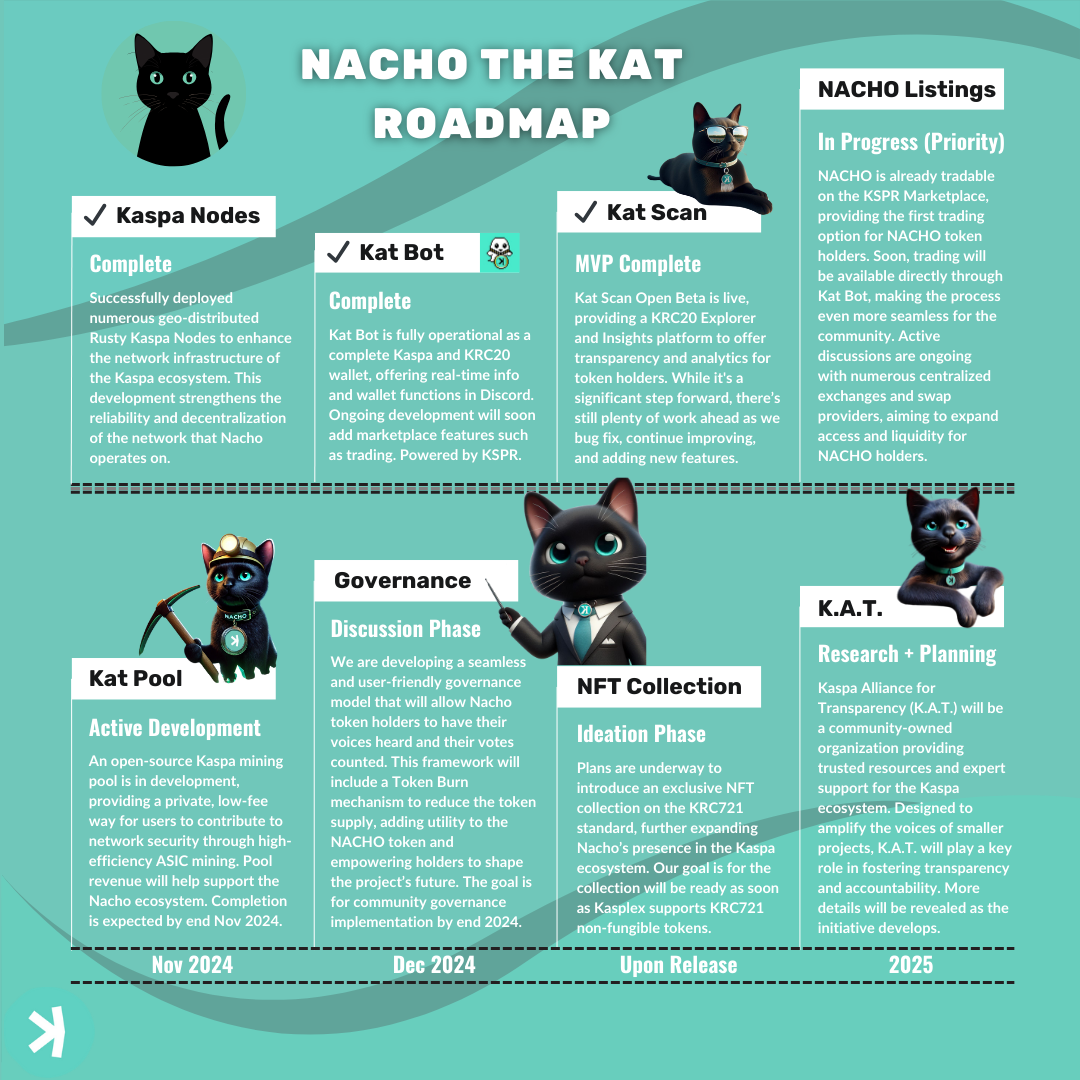 NACHO THE KAT
ROADMAP
Kaspa Nodes
Complete
Successfully deployed
numerous geo-distributed
Rusty Kaspa Nodes to enhance
the network infrastructure of
the Kaspa ecosystem. This
development strengthens the
reliability and decentralization
of the network that Nacho
operates on.
Kat Bot
Complete
Kat Bot is fully operational as a
complete Kaspa and KRC20
wallet, offering real-time info
and wallet functions in Discord.
Ongoing development will soon
add marketplace features such
as trading. Powered by KSPR.
Kat Scan
MVP Complete
Kat Scan Open Beta is live,
providing a KRC20 Explorer
and Insights platform to offer
transparency and analytics for
token holders. While it's a
significant step forward, there's
still plenty of work ahead as we
bug fix, continue improving,
and adding new features.
NACHO Listings
In Progress (Priority)
NACHO is already tradable
on the KSPR Marketplace,
providing the first trading
option for NACHO token
holders. Soon, trading will
be available directly through
Kat Bot, making the process
even more seamless for the
community. Active
discussions are ongoing
with numerous centralized
exchanges and swap
providers, aiming to expand
access and liquidity for
NACHO holders.
NACHO
Kat Pool
Active Development
An open-source Kaspa mining
pool is in development,
providing a private, low-fee
way for users to contribute to
network security through high-
efficiency ASIC mining. Pool
revenue will help support the
Nacho ecosystem. Completion
is expected by end Nov 2024.
Governance
Discussion Phase
We are developing a seamless
and user-friendly governance
model that will allow Nacho
token holders to have their
voices heard and their votes
counted. This framework will
include a Token Burn
mechanism to reduce the token
supply, adding utility to the
NACHO token and
empowering holders to shape
the project's future. The goal is
for community governance
implementation by end 2024.
NFT Collection
Ideation Phase
Plans are underway to
introduce an exclusive NFT
collection on the KRC721
standard, further expanding
Nacho's presence in the Kaspa
ecosystem. Our goal is for the
collection will be ready as soon
as Kasplex supports KRC721
non-fungible tokens.
K.A.T.
Research + Planning
Kaspa Alliance for
Transparency (K.A.T.) will be
a community-owned
organization providing
trusted resources and expert
support for the Kaspa
ecosystem. Designed to
amplify the voices of smaller
projects, K.A.T. will play a key
role in fostering transparency
and accountability. More
details will be revealed as the
initiative develops.
Nov 2024
Dec 2024
Upon Release
2025